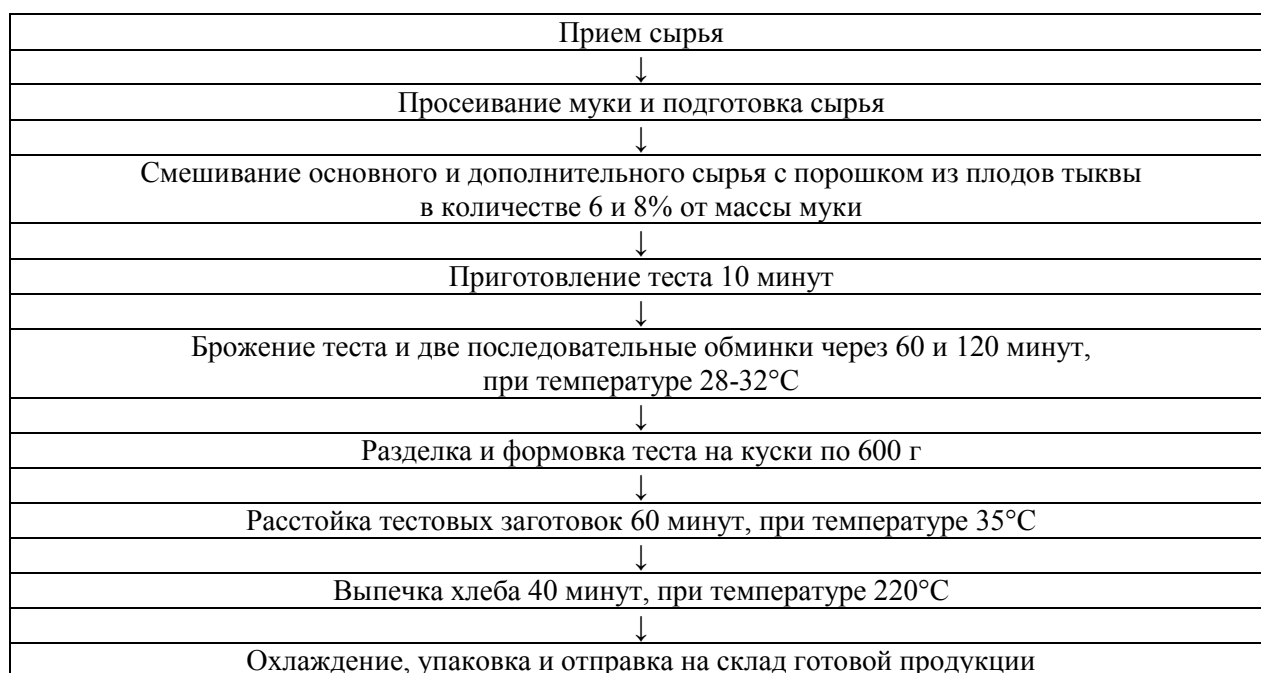 Прием сырья
↓
Просеивание муки и подготовка сырья
↓
Смешивание основного и дополнительного сырья с порошком из плодов тыквы
в количестве 6 и 8% от массы муки
↓
Приготовление теста 10 минут
↓
Брожение теста и две последовательные обминки через 60 и 120 минут,
при температуре 28-32°С
↓
Разделка и формовка теста на куски по 600 г
↓
Расстойка тестовых заготовок 60 минут, при температуре 35°С
↓
Выпечка хлеба 40 минут, при температуре 220°С
↓
Охлаждение, упаковка и отправка на склад готовой продукции